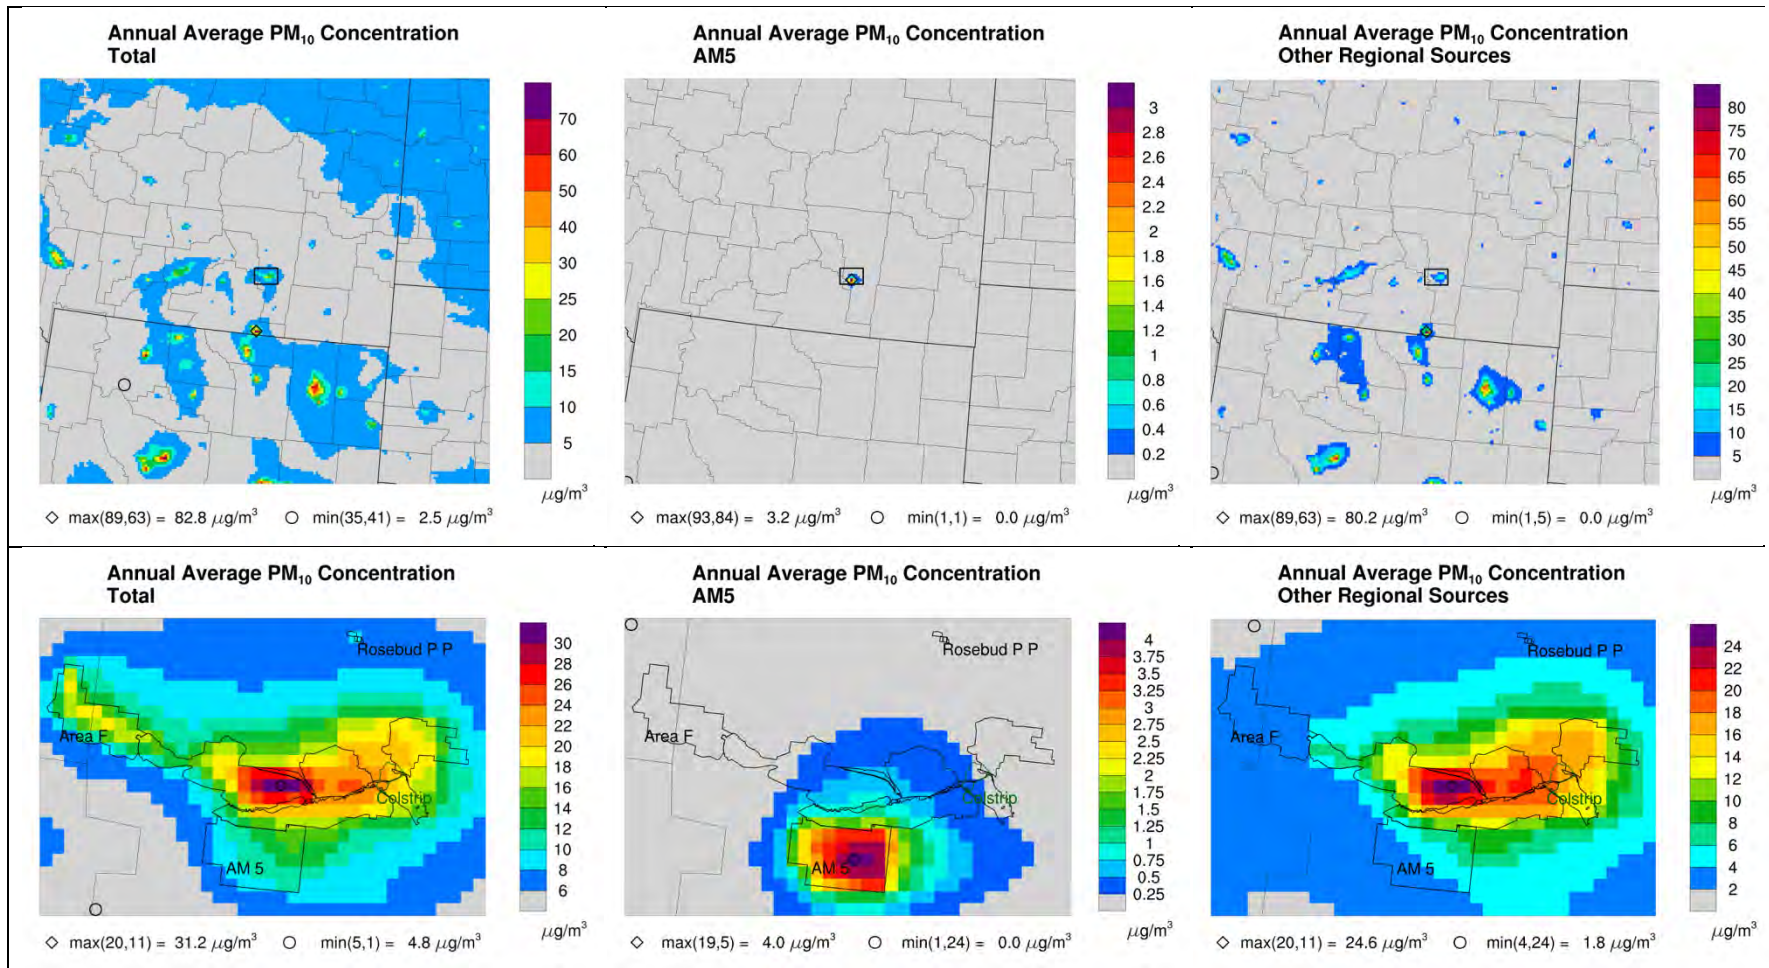 Annual Average PM₁₀ Concentration
Total
70
60
50
40
30
25
20
15
10
5
μg/m³
max(89,63) = 82.8 μg/m³ min(35,41) = 2.5 μg/m³
Annual Average PM₁₀ Concentration
AM5
3
2.8
2.6
2.4
2.2
2
1.8
1.6
1.4
1.2
1
0.8
0.6
0.4
0.2
μg/m³
max(93,84) = 3.2 μg/m³ min(1,1) = 0.0 μg/m³
Annual Average PM₁₀ Concentration
Other Regional Sources
80
75
70
65
60
55
50
45
40
35
30
25
20
15
10
5
μg/m³
max(89,63) = 80.2 μg/m³ min(1,5) = 0.0 μg/m³
Annual Average PM₁₀ Concentration
Total
Rosebud P P
Area F
Colstrip
AM 5
30
28
26
24
22
20
18
16
14
12
10
8
6
μg/m³
max(20,11) = 31.2 μg/m³ min(5,1) = 4.8 μg/m³
Annual Average PM₁₀ Concentration
AM5
Rosebud P P
Area F
Colstrip
AM 5
4
3.75
3.5
3.25
3
2.75
2.5
2.25
2
1.75
1.5
1.25
1
0.75
0.5
0.25
μg/m³
max(19,5) = 4.0 μg/m³ min(1,24) = 0.0 μg/m³
Annual Average PM₁₀ Concentration
Other Regional Sources
Rosebud P P
Area F
Colstrip
AM 5
24
22
20
18
16
14
12
10
8
6
4
2
μg/m³
max(20,11) = 24.6 μg/m³ min(4,24) = 1.8 μg/m³